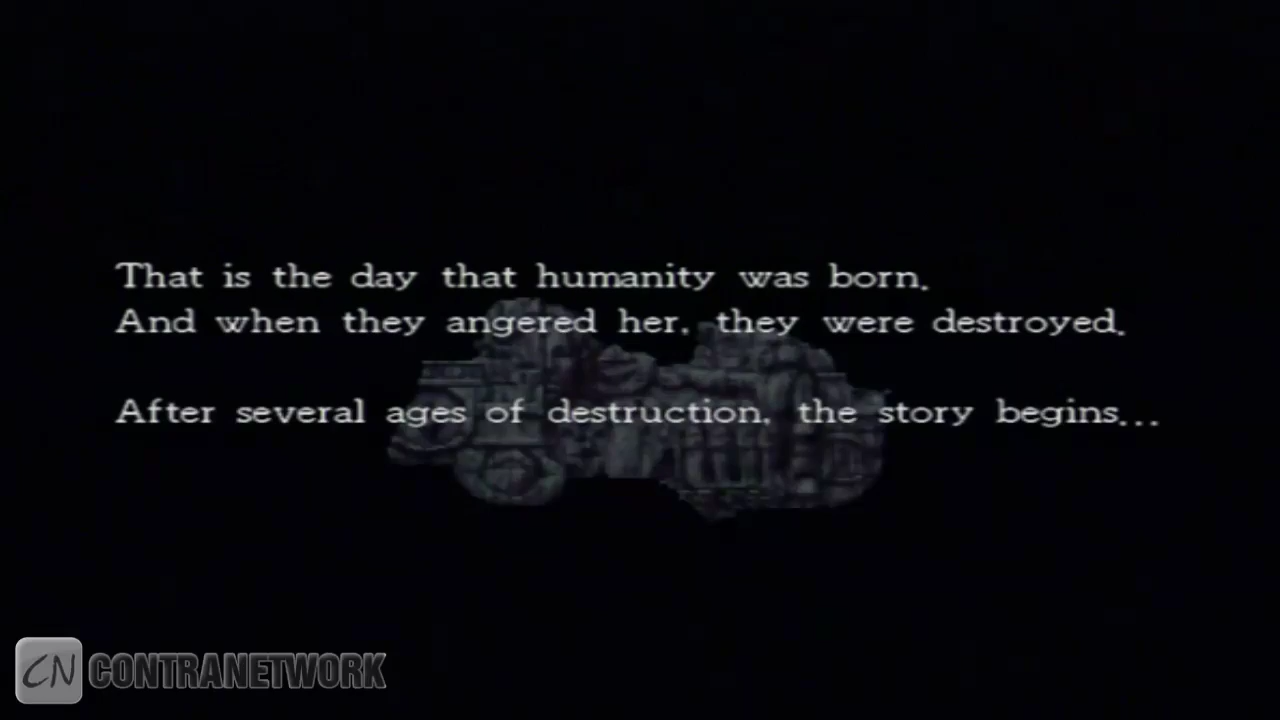 That is the day that humanity was born.
And when they angered her, they were destroyed.
After several ages of destruction, the story begins...
CN CONTRANETWORK